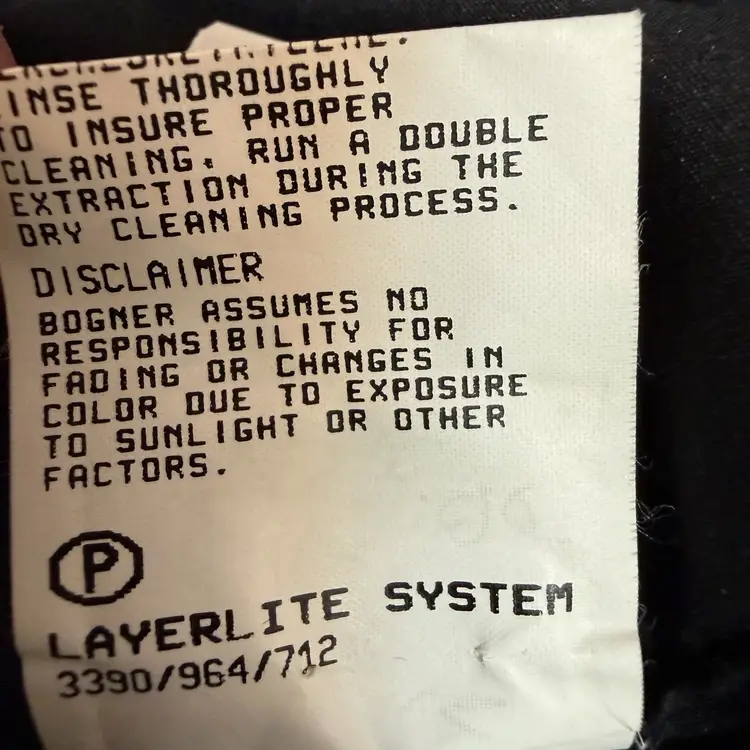 INSE THOROUGHLY
TO INSURE PROPER
CLEANING. RUN A DOUBLE
EXTRACTION DURING THE
DRY CLEANING PROCESS.
DISCLAIMER
BOGNER ASSUMES NO
RESPONSIBILITY FOR
FADING OR CHANGES IN
COLOR DUE TO EXPOSURE
TO SUNLIGHT OR OTHER
FACTORS.
P
LAYERLITE SYSTEM
3390/964/712